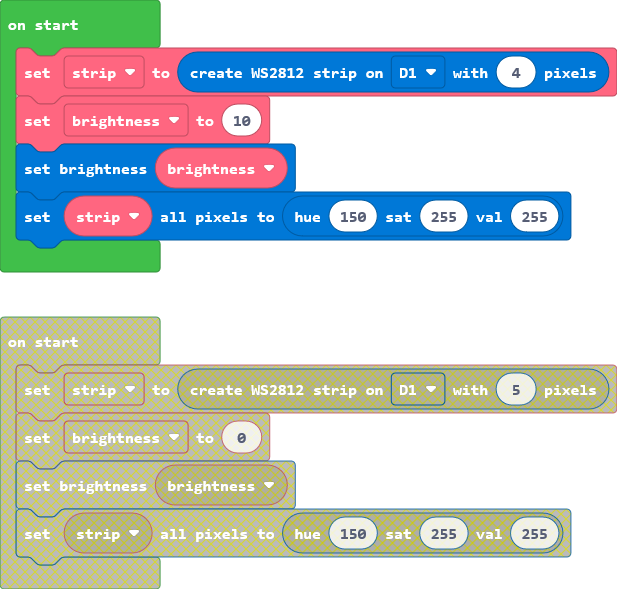 on start
set strip to create WS2812 strip on D1 with 4 pixels
set brightness to 10
set brightness brightness
set strip all pixels to hue 150 sat 255 val 255
on start
set strip to create WS2812 strip on D1 with 5 pixels
set brightness to 0
set brightness brightness
set strip all pixels to hue 150 sat 255 val 255